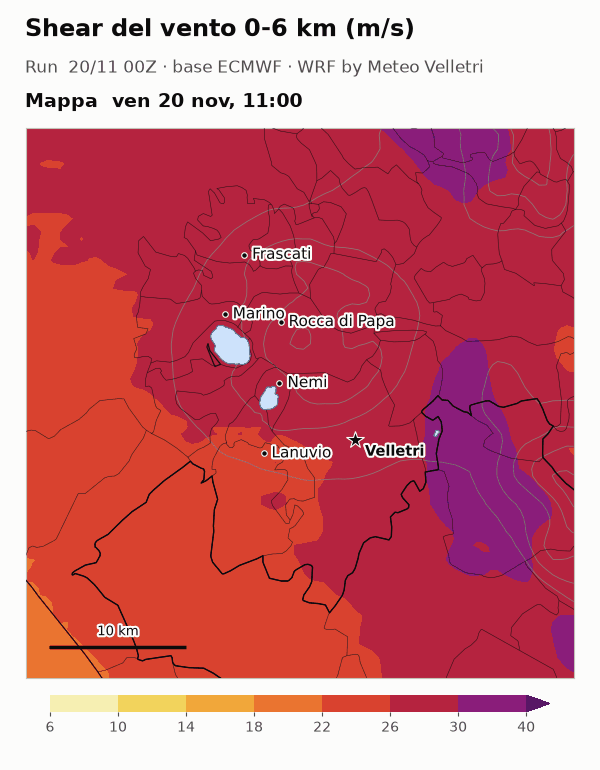 Shear del vento 0-6 km (m/s)
Run  20/11 00Z · base ECMWF · WRF by Meteo Velletri
Mappa  ven 20 nov, 11:00
Frascati
Marino
Rocca di Papa
Nemi
Velletri
Lanuvio
10 km
6 10 14 18 22 26 30 40